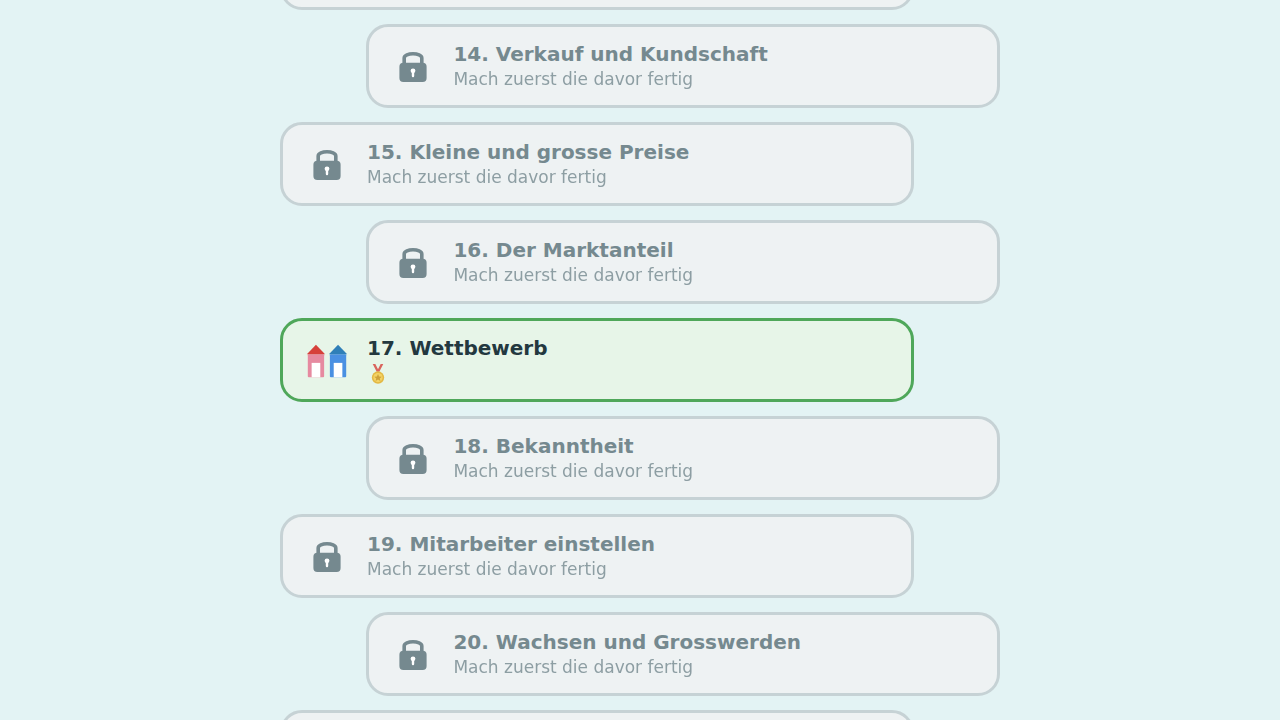 14. Verkauf und Kundschaft
Mach zuerst die davor fertig
15. Kleine und grosse Preise
Mach zuerst die davor fertig
16. Der Marktanteil
Mach zuerst die davor fertig
17. Wettbewerb
18. Bekanntheit
Mach zuerst die davor fertig
19. Mitarbeiter einstellen
Mach zuerst die davor fertig
20. Wachsen und Grosswerden
Mach zuerst die davor fertig